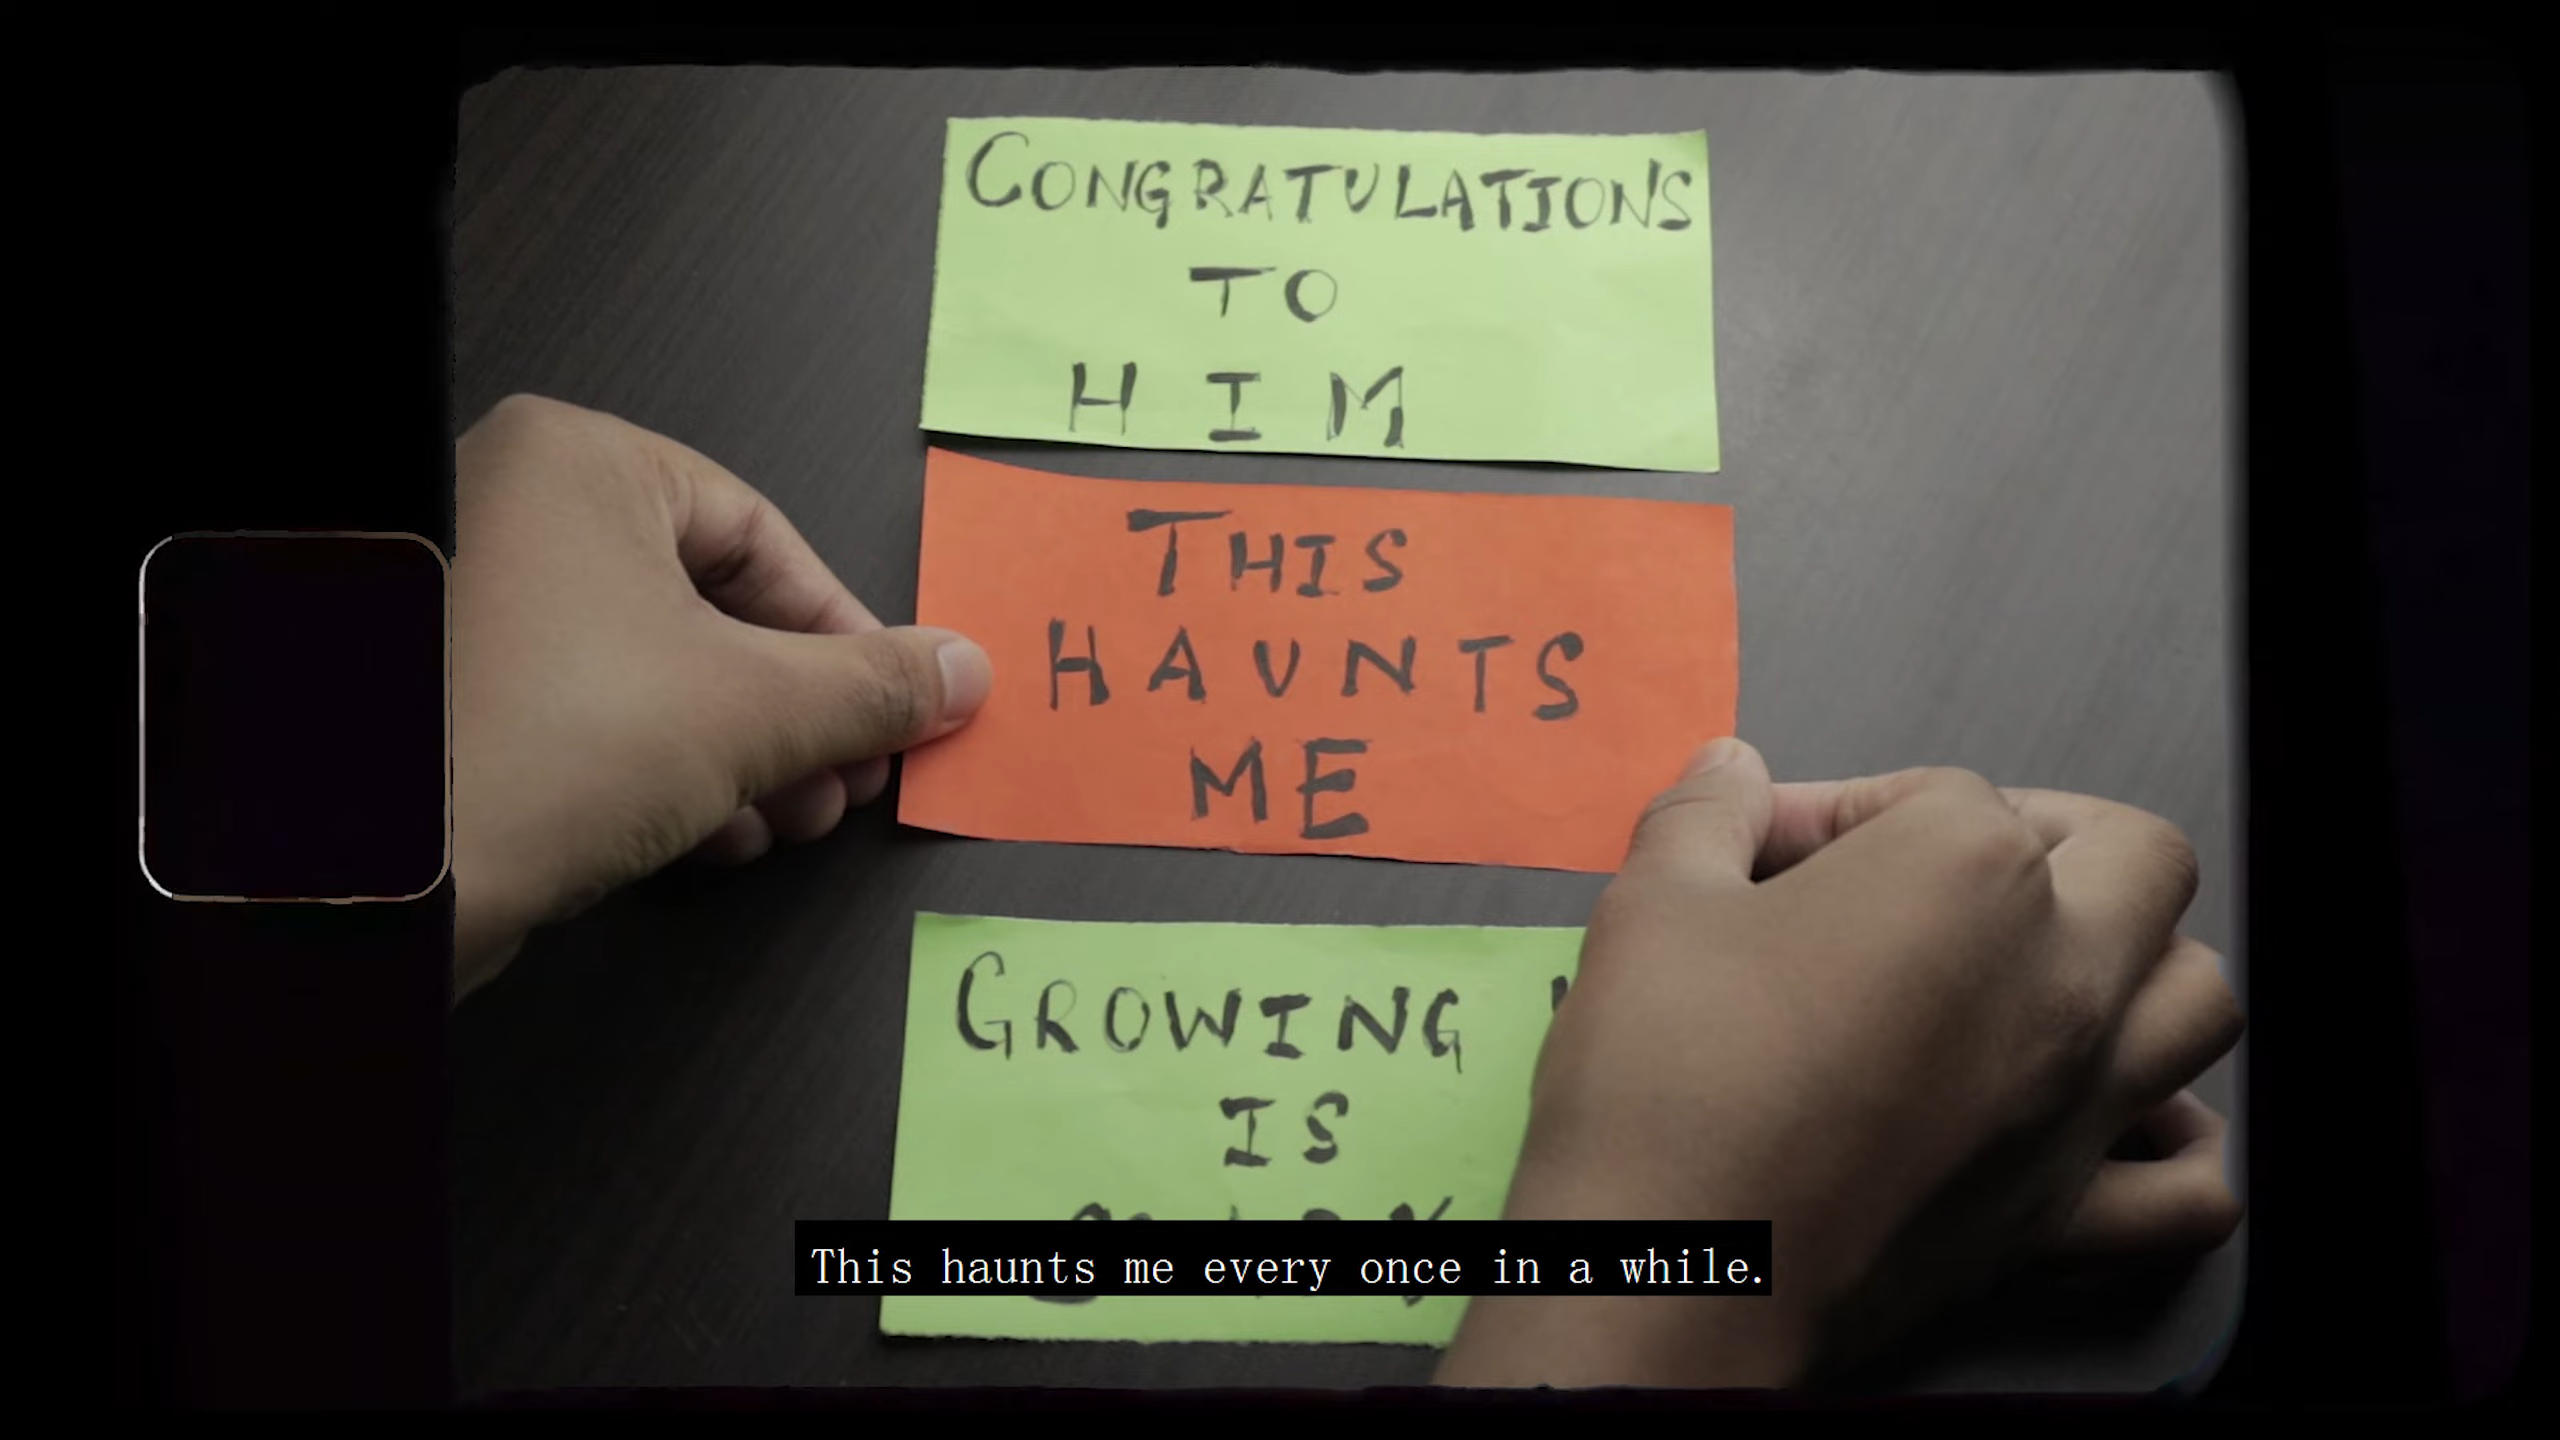 CONGRATULATIONS
TO
HIM
THIS
HAUNTS
ME
GROWING
IS
This haunts me every once in a while.